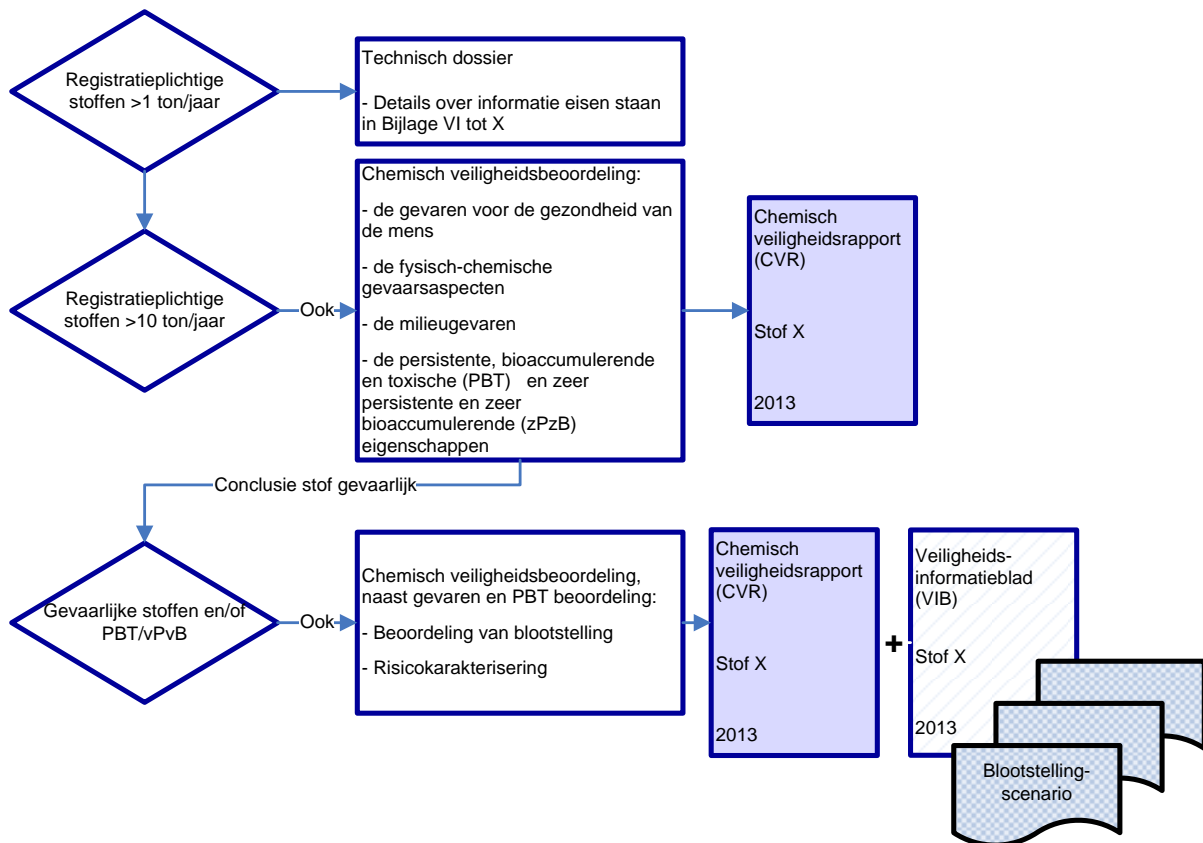 Registratieplichtige
stoffen >1 ton/jaar
Technisch dossier
- Details over informatie eisen staan
in Bijlage VI tot X
Registratieplichtige
stoffen >10 ton/jaar
Ook
Chemisch veiligheidsbeoordeling:
- de gevaren voor de gezondheid van
de mens
- de fysisch-chemische
gevaarsaspecten
- de milieugevaren
- de persistente, bioaccumulerende
en toxische (PBT) en zeer
persistente en zeer
bioaccumulerende (zPzB)
eigenschappen
Chemisch
veiligheidsrapport
(CVR)
Stof X
2013
Conclusie stof gevaarlijk
Gevaarlijke stoffen en/of
PBT/vPvB
Ook
Chemisch veiligheidsbeoordeling,
naast gevaren en PBT beoordeling:
- Beoordeling van blootstelling
- Risicokarakterisering
Chemisch
veiligheidsrapport
(CVR)
Stof X
2013
+
Veiligheids-
informatieblad
(VIB)
Stof X
2013
Blootstelling-
scenario